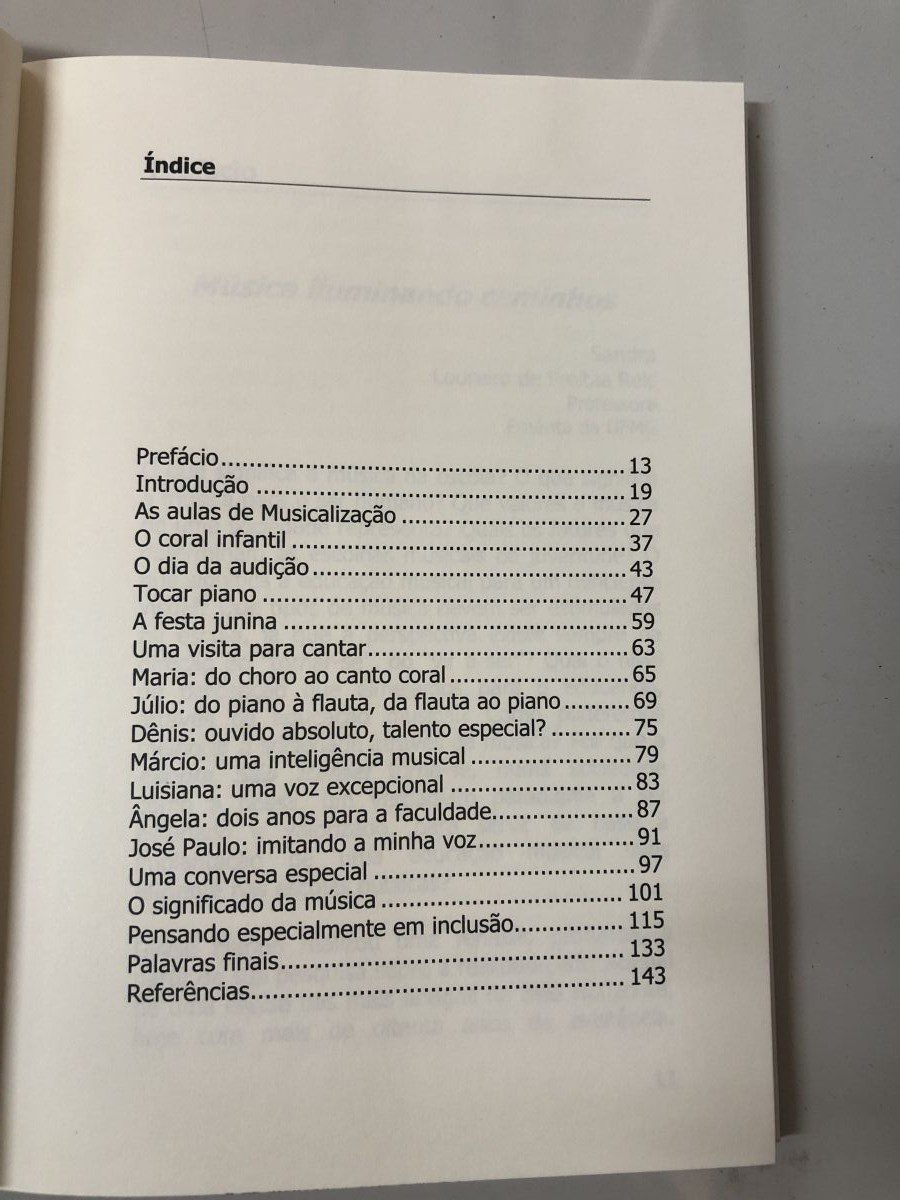 Índice
Prefácio........................................................ 13
Introdução .................................................. 19
As aulas de Musicalização ............................... 27
O coral infantil .............................................. 37
O dia da audição ........................................... 43
Tocar piano .................................................. 47
A festa junina ............................................... 59
Uma visita para cantar.................................... 63
Maria: do choro ao canto coral ......................... 65
Júlio: do piano à flauta, da flauta ao piano ......... 69
Dênis: ouvido absoluto, talento especial? ........... 75
Márcio: uma inteligência musical ...................... 79
Luisiana: uma voz excepcional ......................... 83
Ângela: dois anos para a faculdade................... 87
José Paulo: imitando a minha voz..................... 91
Uma conversa especial ................................... 97
O significado da música ................................. 101
Pensando especialmente em inclusão............... 115
Palavras finais............................................... 133
Referências................................................... 143